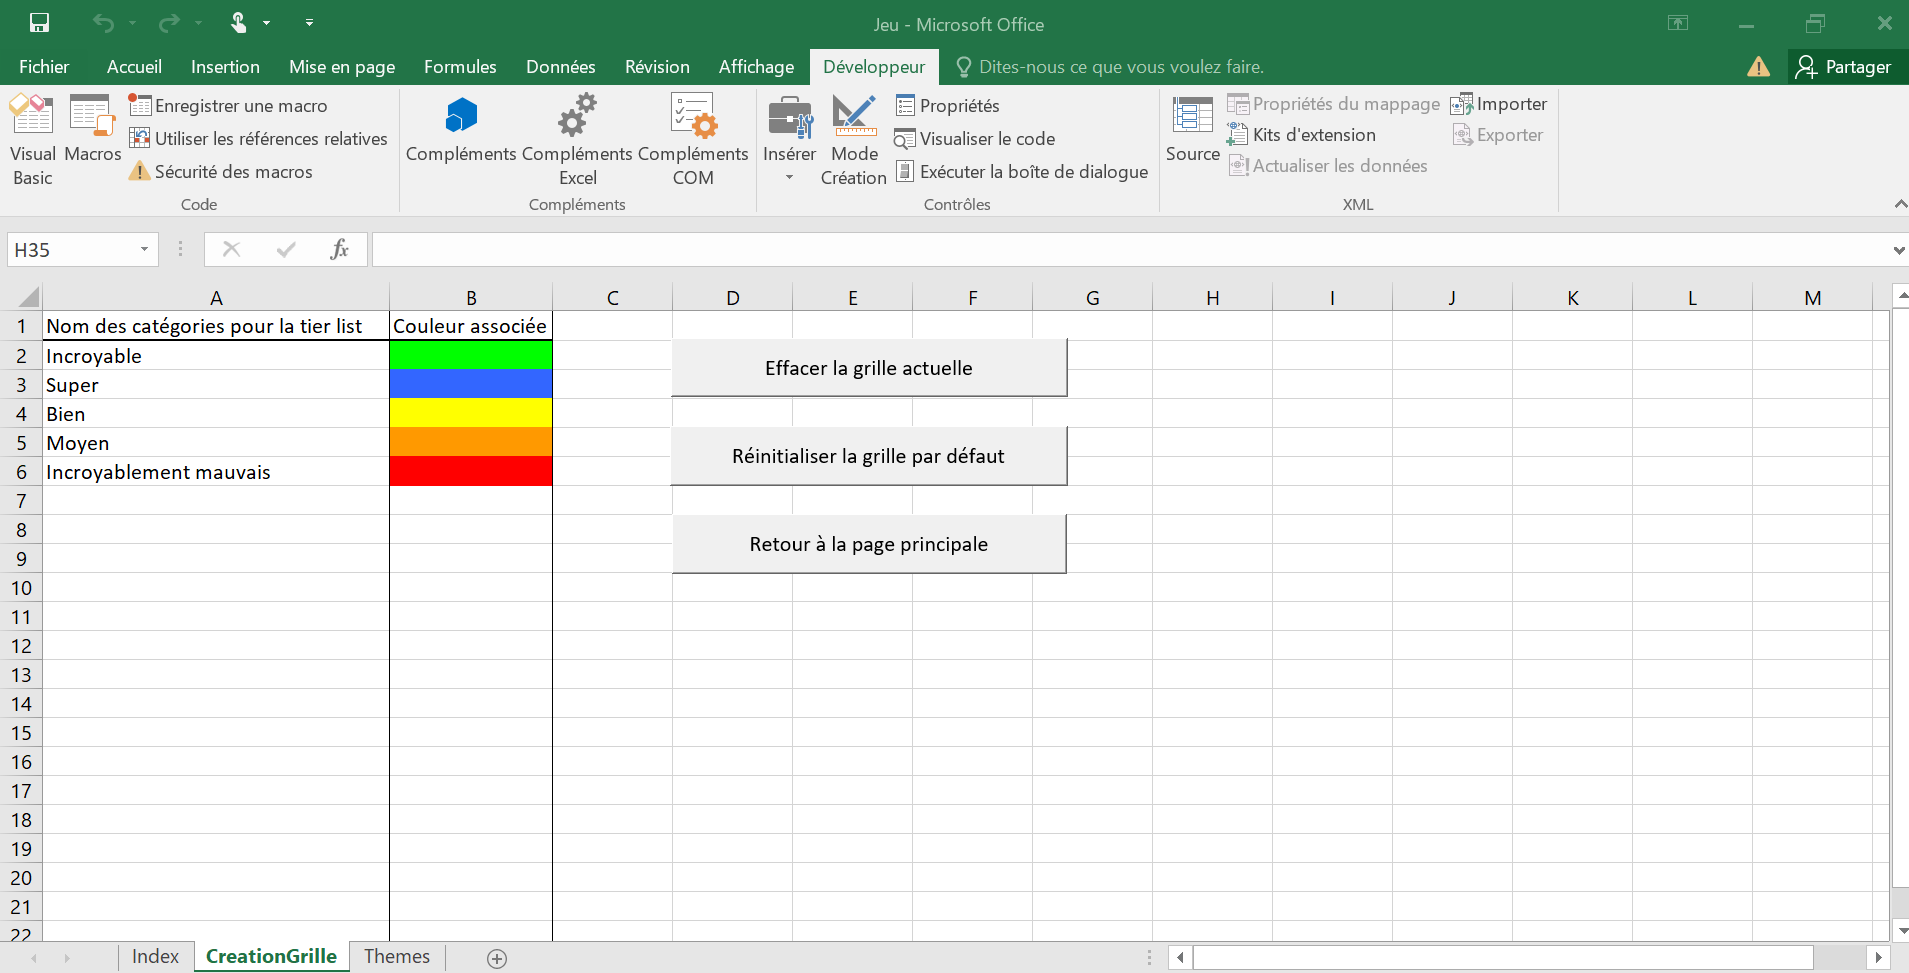 Jeu - Microsoft Office
Fichier Accueil Insertion Mise en page Formules Données Révision Affichage Développeur Dites-nous ce que vous voulez faire. Partager
Visual Basic
Macros
Enregistrer une macro
Utiliser les références relatives
Sécurité des macros
Code
Compléments
Compléments Excel
Compléments COM
Compléments
Insérer
Mode Création
Propriétés
Visualiser le code
Exécuter la boîte de dialogue
Contrôles
Source
Propriétés du mappage
Kits d'extension
Actualiser les données
Importer
Exporter
XML
H35 fx
A B C D E F G H I J K L M
1 Nom des catégories pour la tier list Couleur associée
2 Incroyable
3 Super
4 Bien
5 Moyen
6 Incroyablement mauvais
7
8
9
10
11
12
13
14
15
16
17
18
19
20
21
22
Effacer la grille actuelle
Réinitialiser la grille par défaut
Retour à la page principale
Index CreationGrille Themes